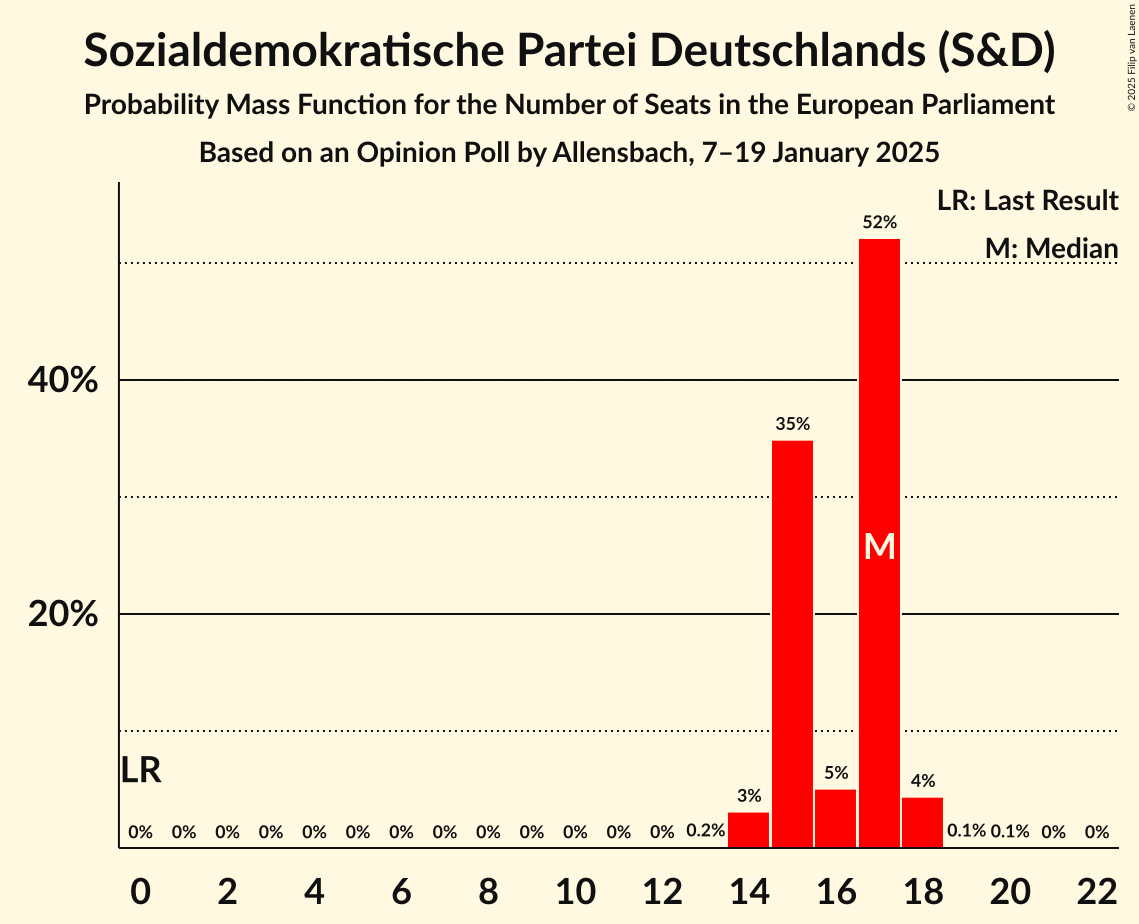 Sozialdemokratische Partei Deutschlands (S&D)
Probability Mass Function for the Number of Seats in the European Parliament
Based on an Opinion Poll by Allensbach, 7–19 January 2025
© 2025 Filip van Laenen
LR: Last Result
M: Median
52%
40%
35%
M
20%
LR
5%
4%
3%
0% 0% 0% 0% 0% 0% 0% 0% 0% 0% 0% 0% 0% 0.2% 0.1% 0.1% 0% 0%
0 2 4 6 8 10 12 14 16 18 20 22